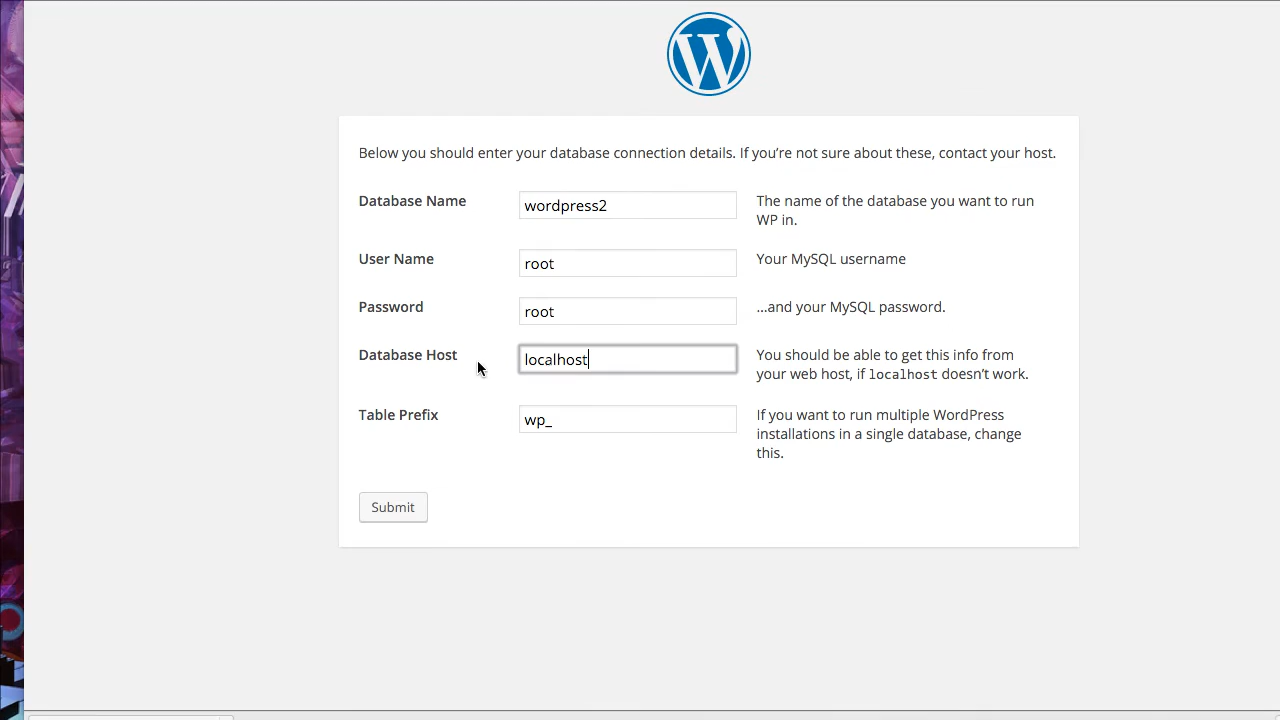 W
Below you should enter your database connection details. If you’re not sure about these, contact your host.
Database Name
wordpress2
The name of the database you want to run
WP in.
User Name
root
Your MySQL username
Password
root
…and your MySQL password.
Database Host
localhost
You should be able to get this info from
your web host, if localhost doesn’t work.
Table Prefix
wp_
If you want to run multiple WordPress
installations in a single database, change
this.
Submit